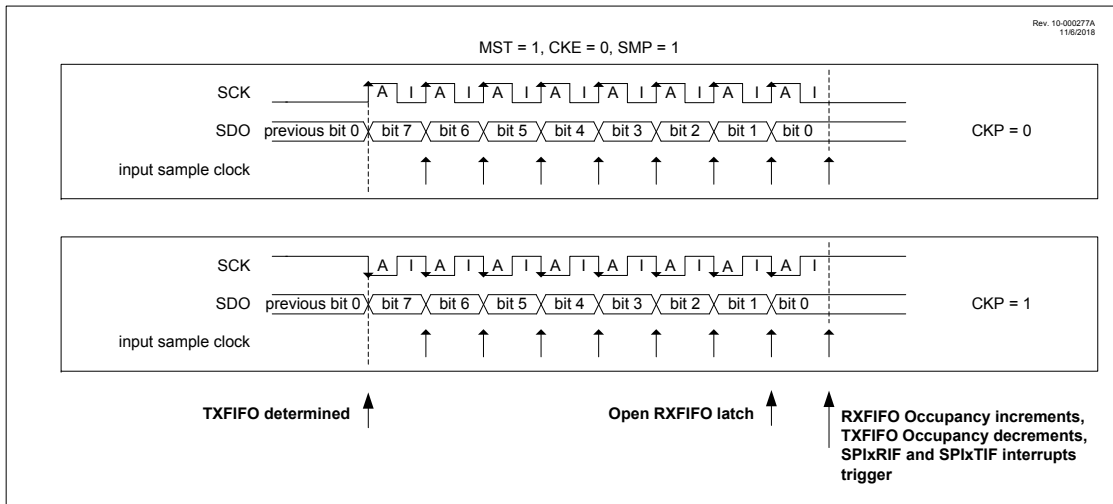 Rev. 10-000277A
11/6/2018
MST = 1, CKE = 0, SMP = 1
SCK A I A I A I A I A I A I A I A I
SDO previous bit 0 bit 7 bit 6 bit 5 bit 4 bit 3 bit 2 bit 1 bit 0 CKP = 0
input sample clock
SCK A I A I A I A I A I A I A I A I
SDO previous bit 0 bit 7 bit 6 bit 5 bit 4 bit 3 bit 2 bit 1 bit 0 CKP = 1
input sample clock
TXFIFO determined
Open RXFIFO latch
RXFIFO Occupancy increments,
TXFIFO Occupancy decrements,
SPIxRIF and SPIxTIF interrupts
trigger